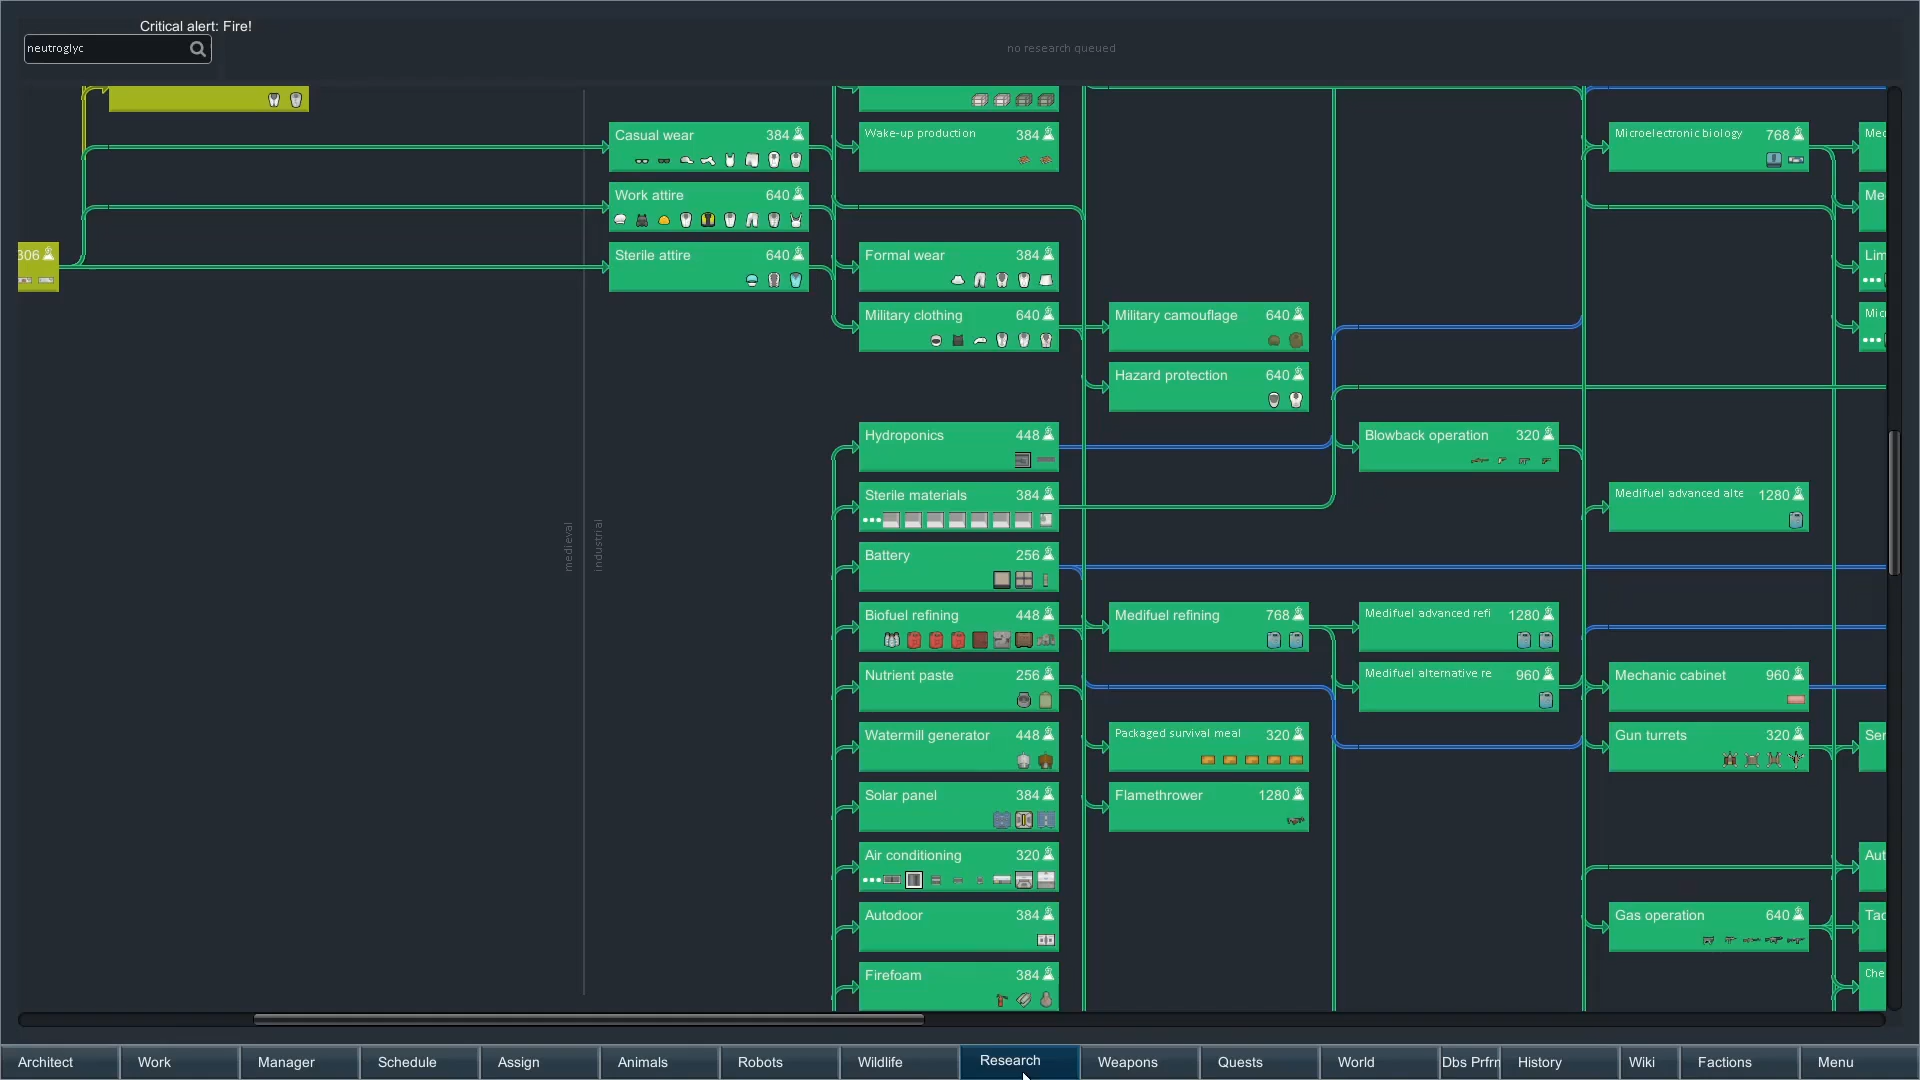 Critical alert: Fire!
neutroglyc
no research queued
Casual wear 384
Wake-up production 384
Microelectronic biology 768
Med
Work attire 640
Me
306
Sterile attire 640
Formal wear 384
Lim
Military clothing 640
Military camouflage 640
Mic
Hazard protection 640
Hydroponics 448
Blowback operation 320
Sterile materials 384
Medifuel advanced alte 1280
medieval
industrial
Battery 256
Biofuel refining 448
Medifuel refining 768
Medifuel advanced refi 1280
Nutrient paste 256
Medifuel alternative re 960
Mechanic cabinet 960
Watermill generator 448
Packaged survival meal 320
Gun turrets 320
Ser
Solar panel 384
Flamethrower 1280
Air conditioning 320
Aut
Autodoor 384
Gas operation 640
Tac
Firefoam 384
Che
Architect Work Manager Schedule Assign Animals Robots Wildlife Research Weapons Quests World Dbs Prfrm History Wiki Factions Menu